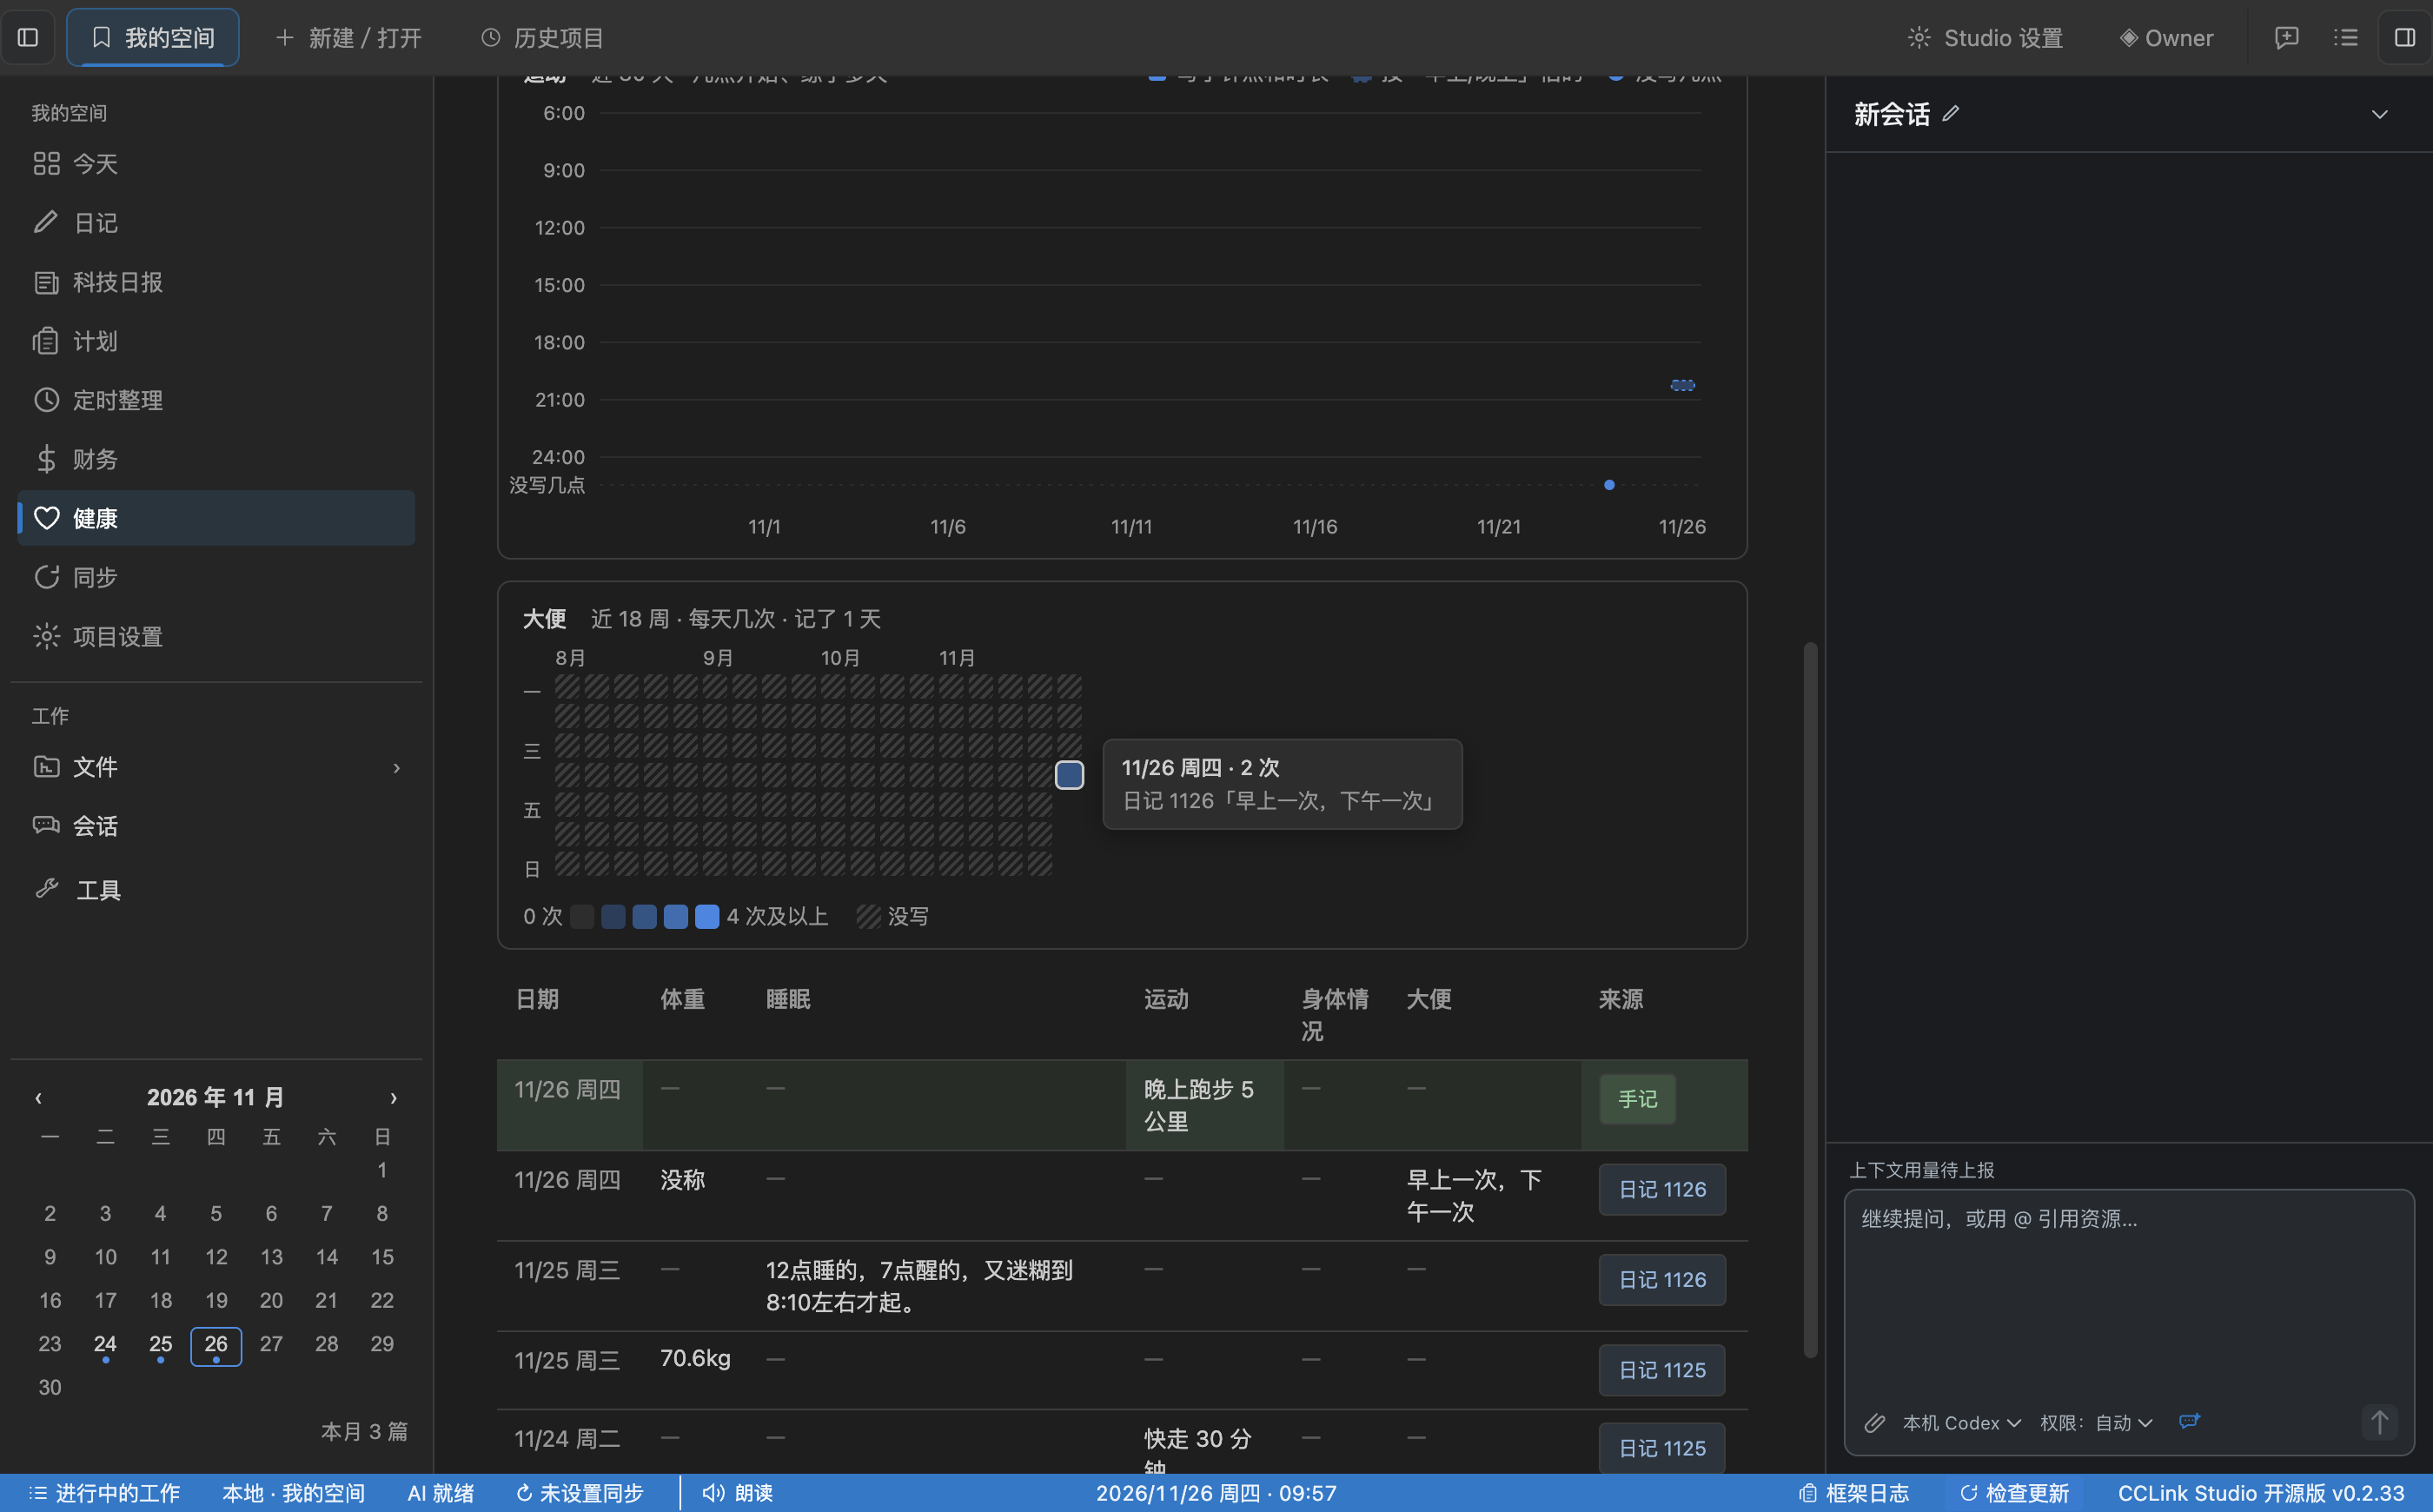 我的空间
新建 / 打开
历史项目
Studio 设置
Owner
我的空间
今天
日记
科技日报
计划
定时整理
财务
健康
同步
项目设置
工作
文件
会话
工具
2026 年 11 月
一 二 三 四 五 六 日
1
2 3 4 5 6 7 8
9 10 11 12 13 14 15
16 17 18 19 20 21 22
23 24 25 26 27 28 29
30
本月 3 篇
6:00
9:00
12:00
15:00
18:00
21:00
24:00
没写几点
11/1 11/6 11/11 11/16 11/21 11/26
大便 近 18 周 · 每天几次 · 记了 1 天
8月 9月 10月 11月
一
三
五
日
11/26 周四 · 2 次
日记 1126「早上一次，下午一次」
0 次 4 次及以上 没写
日期 体重 睡眠 运动 身体情况 大便 来源
11/26 周四 — — 晚上跑步 5 公里 — — 手记
11/26 周四 没称 — — — 早上一次，下午一次 日记 1126
11/25 周三 — 12点睡的，7点醒的，又迷糊到
8:10左右才起。 — — — 日记 1126
11/25 周三 70.6kg — — — — 日记 1125
11/24 周二 — — 快走 30 分钟 — — 日记 1125
新会话
上下文用量待上报
继续提问，或用 @ 引用资源...
本机 Codex 权限：自动
进行中的工作 本地 · 我的空间 AI 就绪 未设置同步 朗读 2026/11/26 周四 · 09:57 框架日志 检查更新 CCLink Studio 开源版 v0.2.33